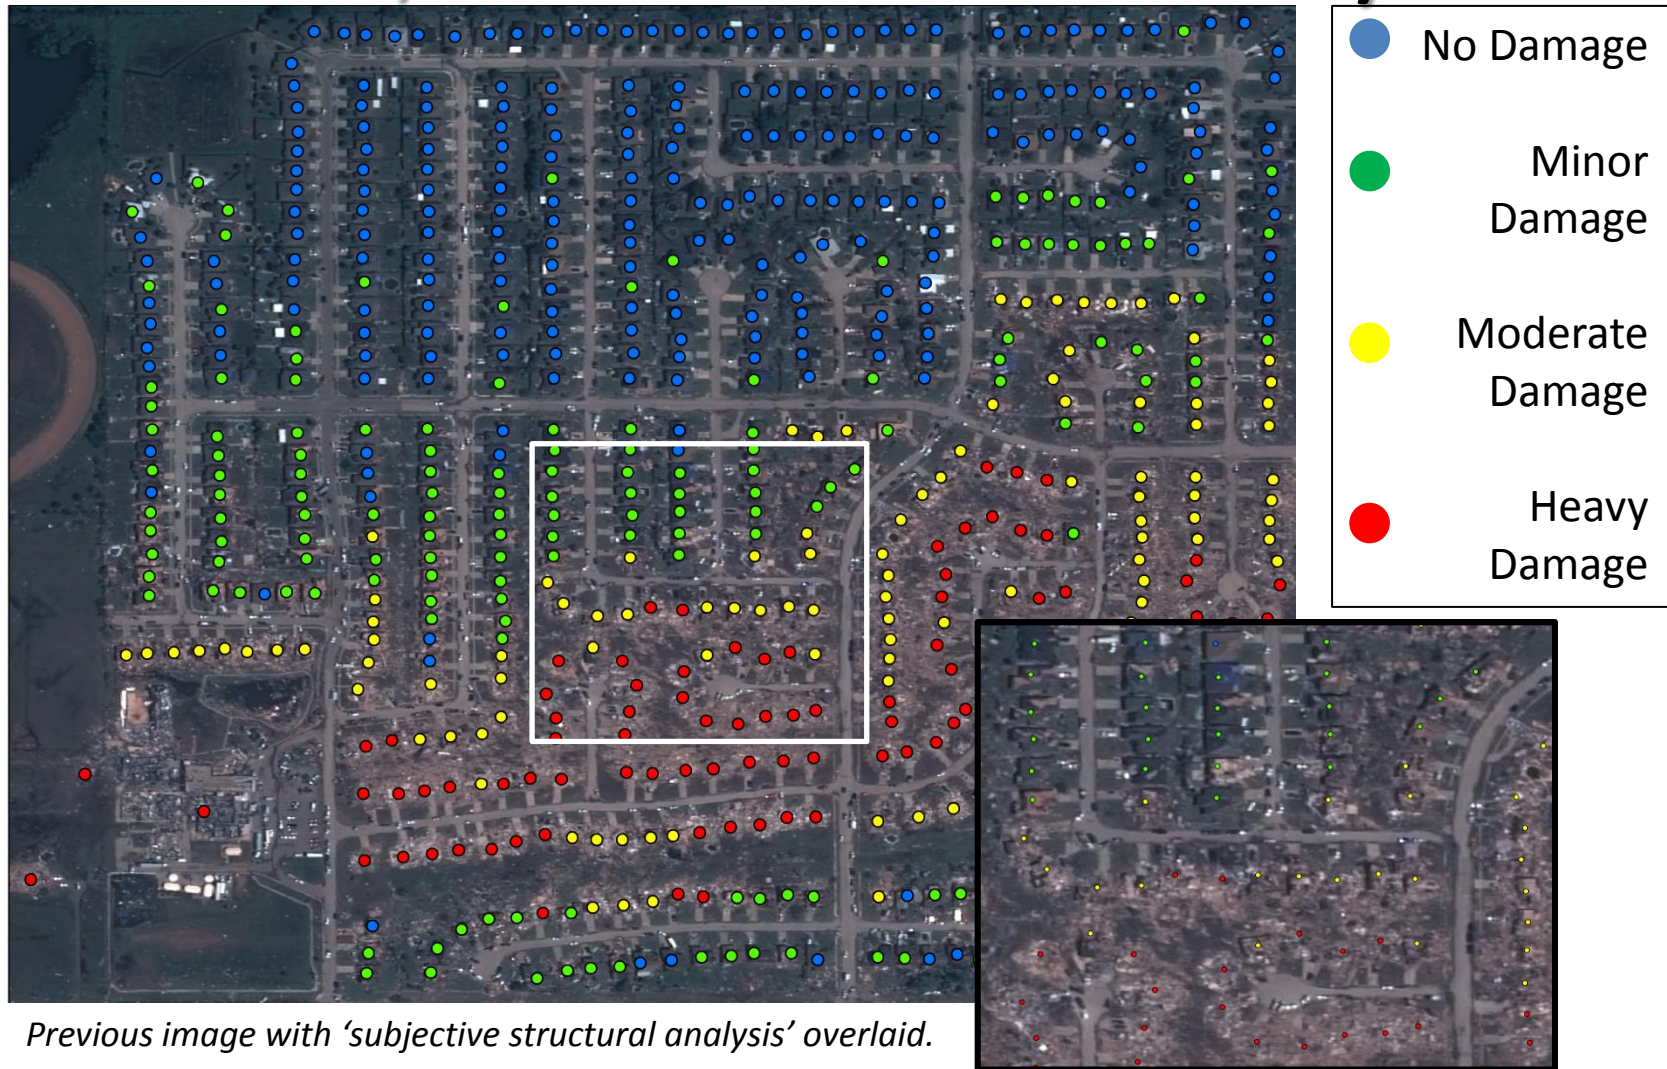 No Damage
Minor
Damage
Moderate
Damage
Heavy
Damage
Previous image with ‘subjective structural analysis’ overlaid.